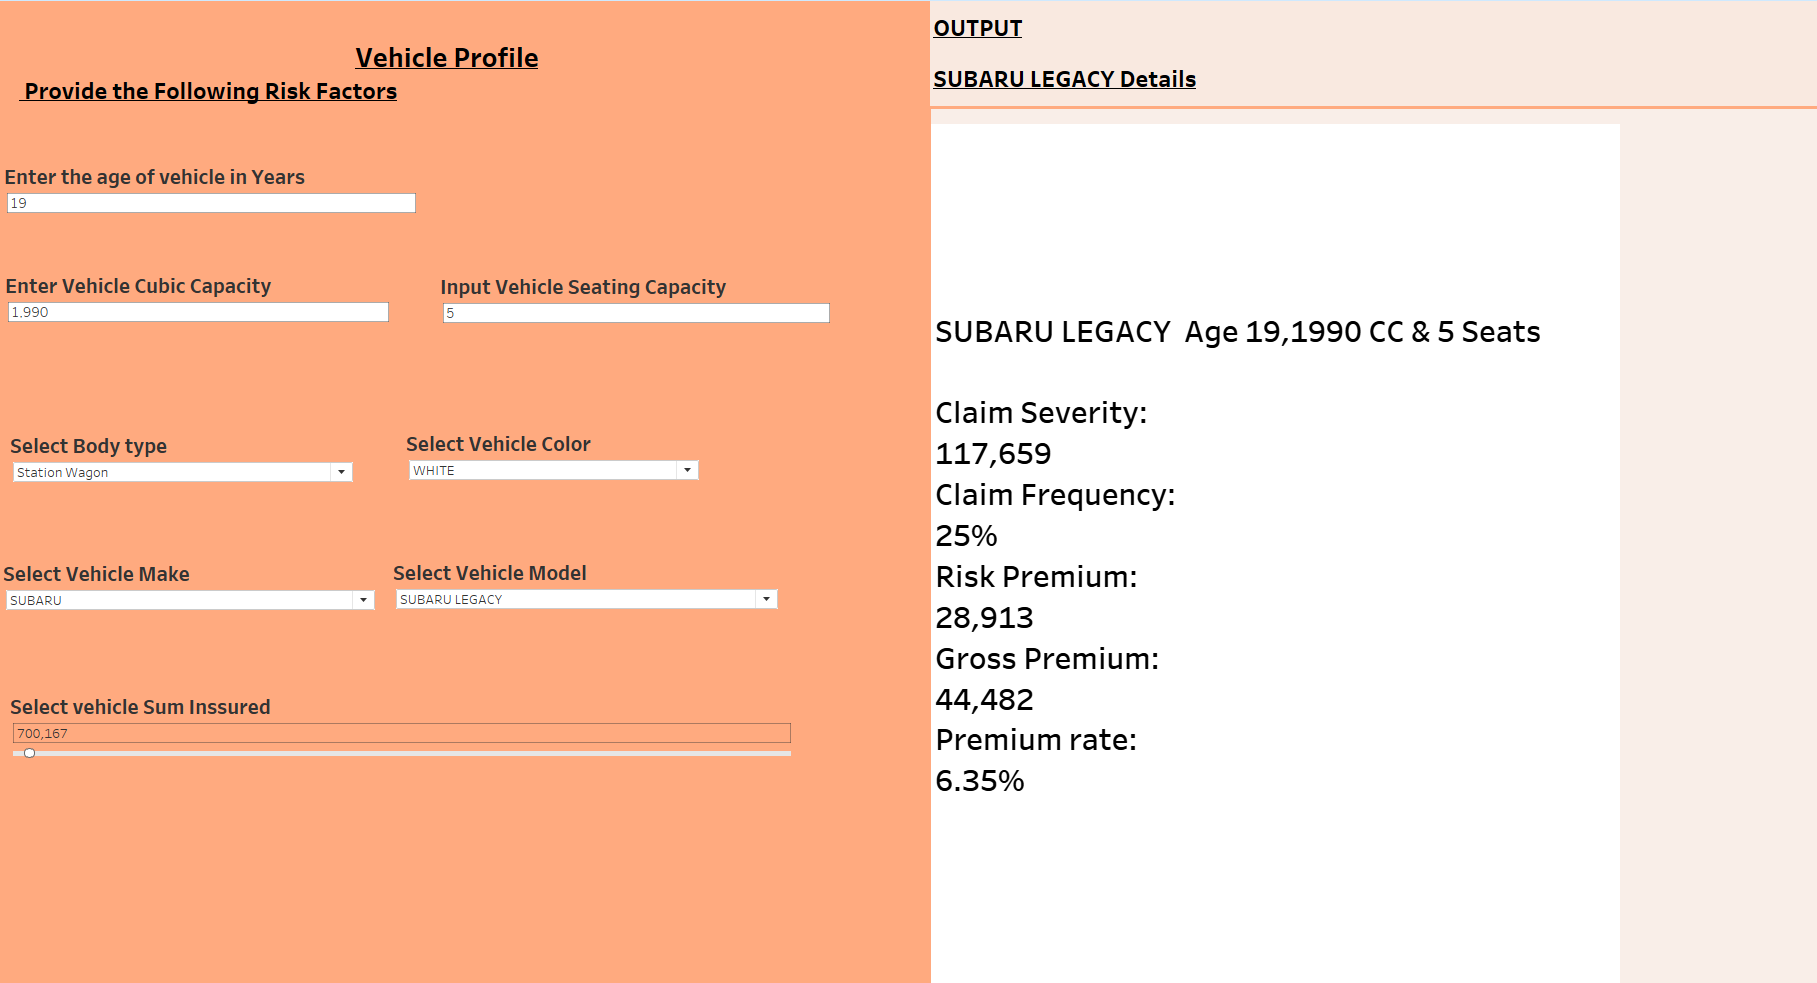 Vehicle Profile
Provide the Following Risk Factors
Enter the age of vehicle in Years
19
Enter Vehicle Cubic Capacity
1.990
Input Vehicle Seating Capacity
5
Select Body type
Station Wagon
Select Vehicle Color
WHITE
Select Vehicle Make
SUBARU
Select Vehicle Model
SUBARU LEGACY
Select vehicle Sum Inssured
700,167
OUTPUT
SUBARU LEGACY Details
SUBARU LEGACY  Age 19,1990 CC & 5 Seats
Claim Severity:
117,659
Claim Frequency:
25%
Risk Premium:
28,913
Gross Premium:
44,482
Premium rate:
6.35%